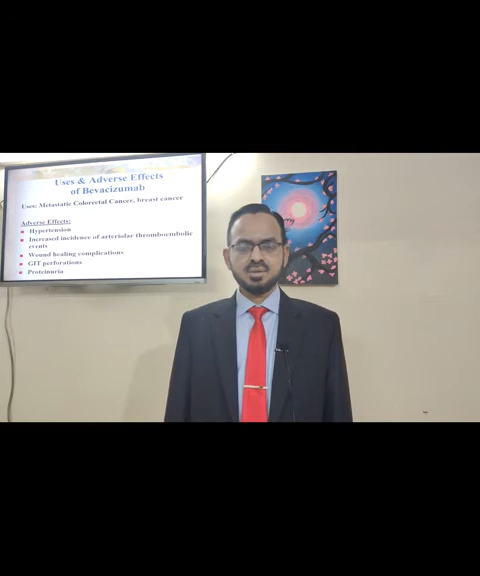 Uses & Adverse Effects
of Bevacizumab
Uses: Metastatic Colorectal Cancer, breast cancer
Adverse Effects:
Hypertension
Increased incidence of arteriolar thromboembolic
events
Wound healing complications
GIT perforations
Proteinuria